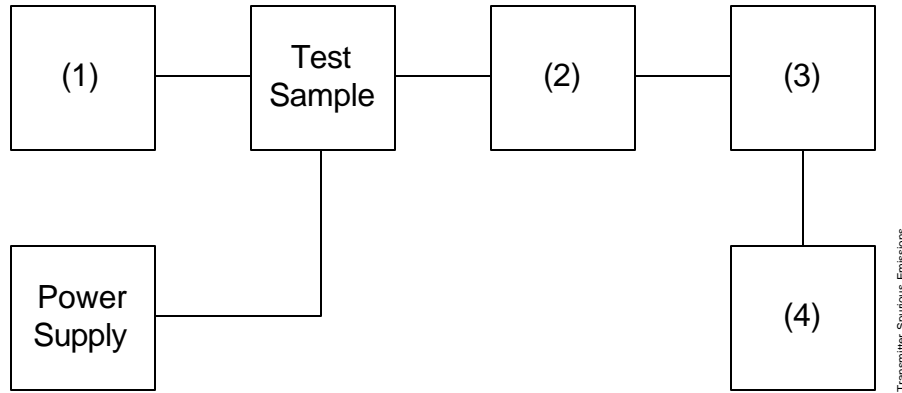 (1)
Test
Sample
(2)
(3)
Power
Supply
(4)
Transmitter Spurious Emissions